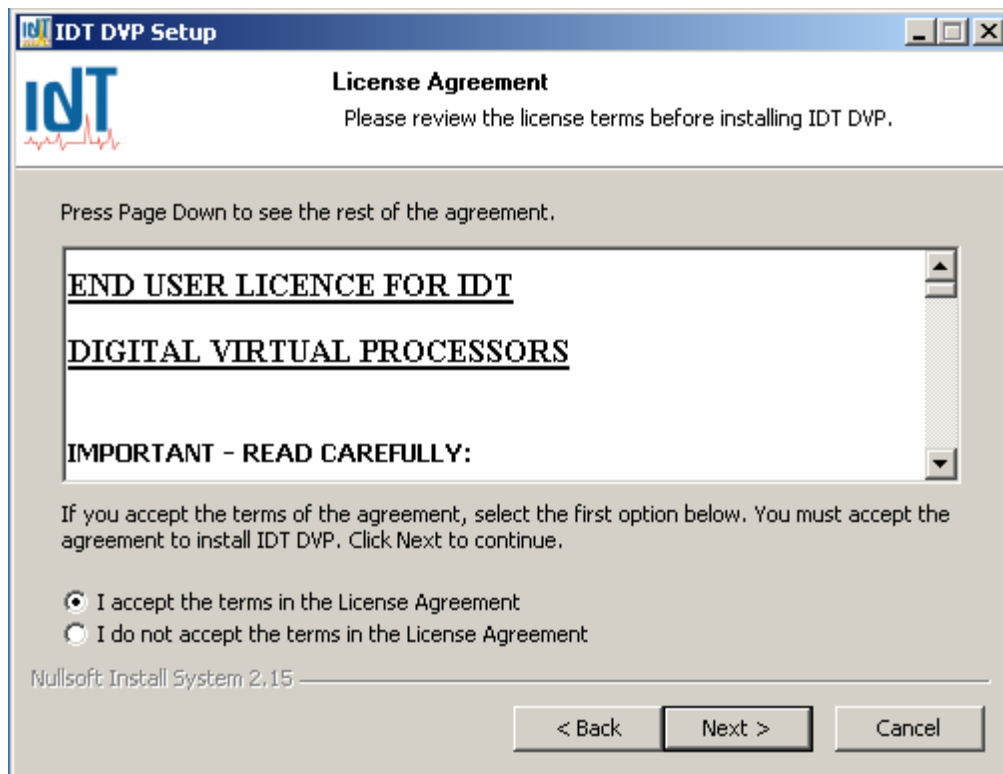 IDT DVP Setup
IDT
License Agreement
Please review the license terms before installing IDT DVP.
Press Page Down to see the rest of the agreement.
END USER LICENCE FOR IDT
DIGITAL VIRTUAL PROCESSORS
IMPORTANT - READ CAREFULLY:
If you accept the terms of the agreement, select the first option below. You must accept the
agreement to install IDT DVP. Click Next to continue.
I accept the terms in the License Agreement
I do not accept the terms in the License Agreement
Nullsoft Install System 2.15
< Back Next > Cancel